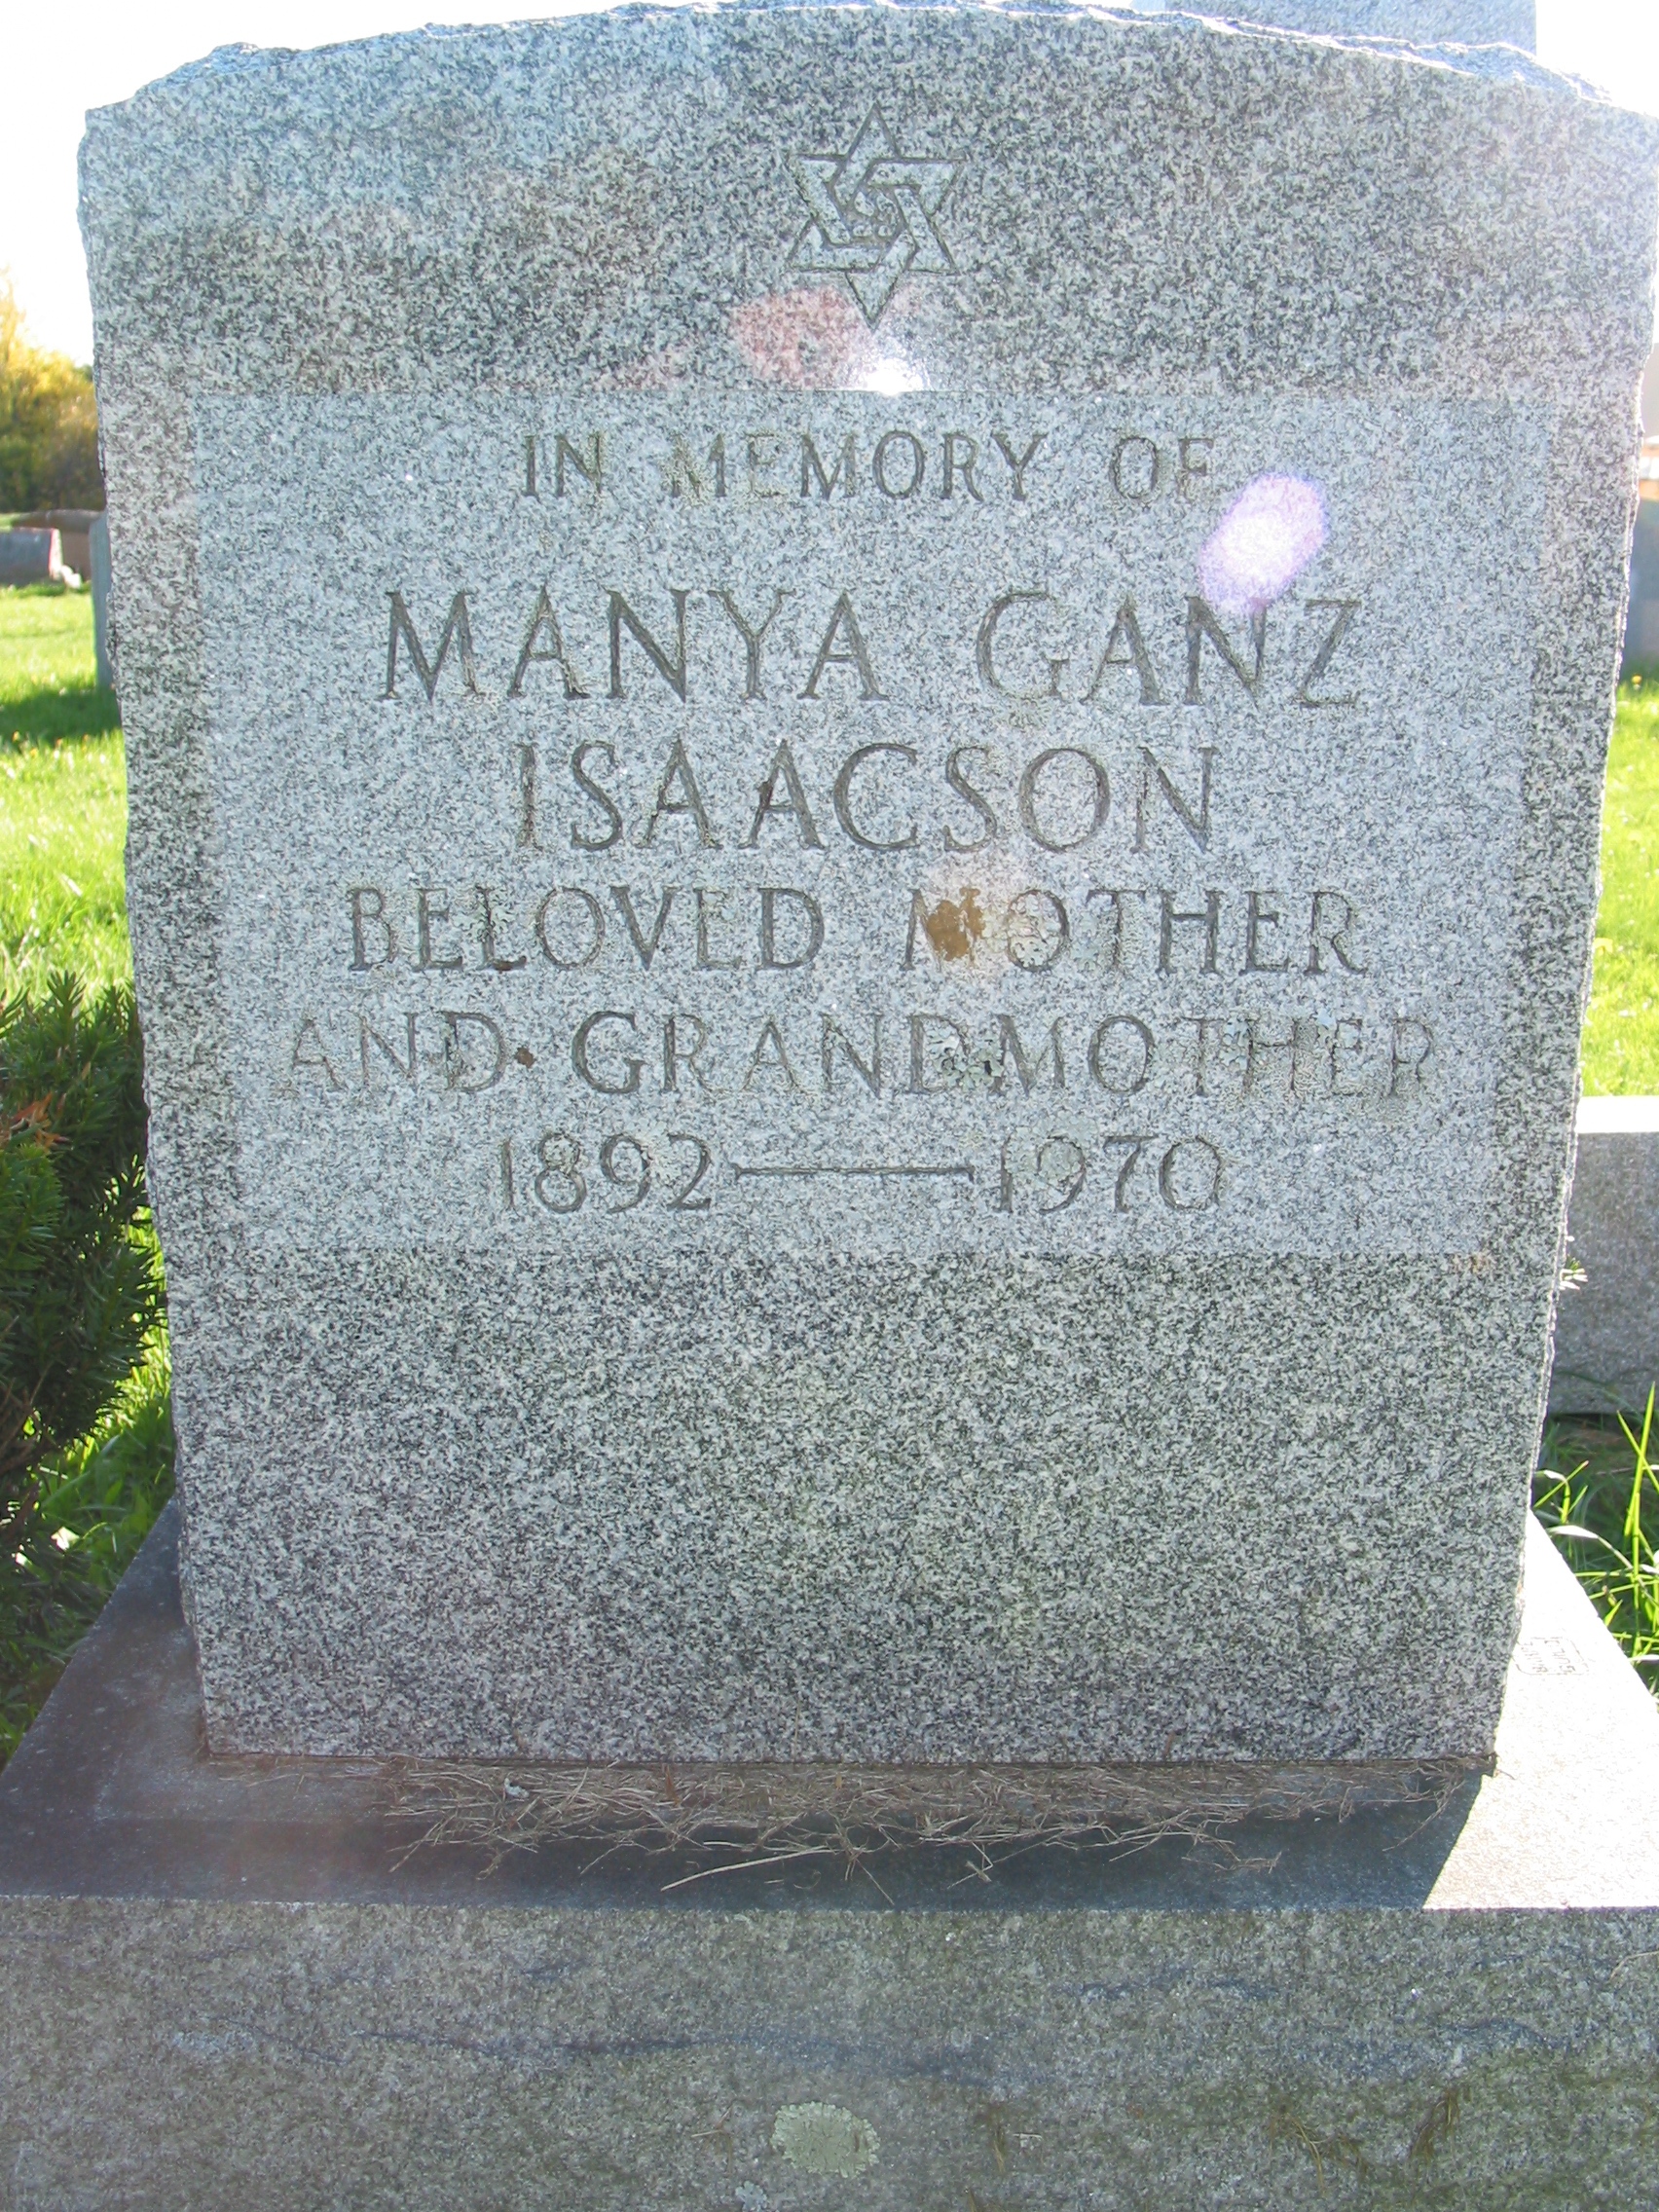 IN MEMORY OF
MANYA GANZ
ISAACSON
BELOVED MOTHER
AND GRANDMOTHER
1892—1970